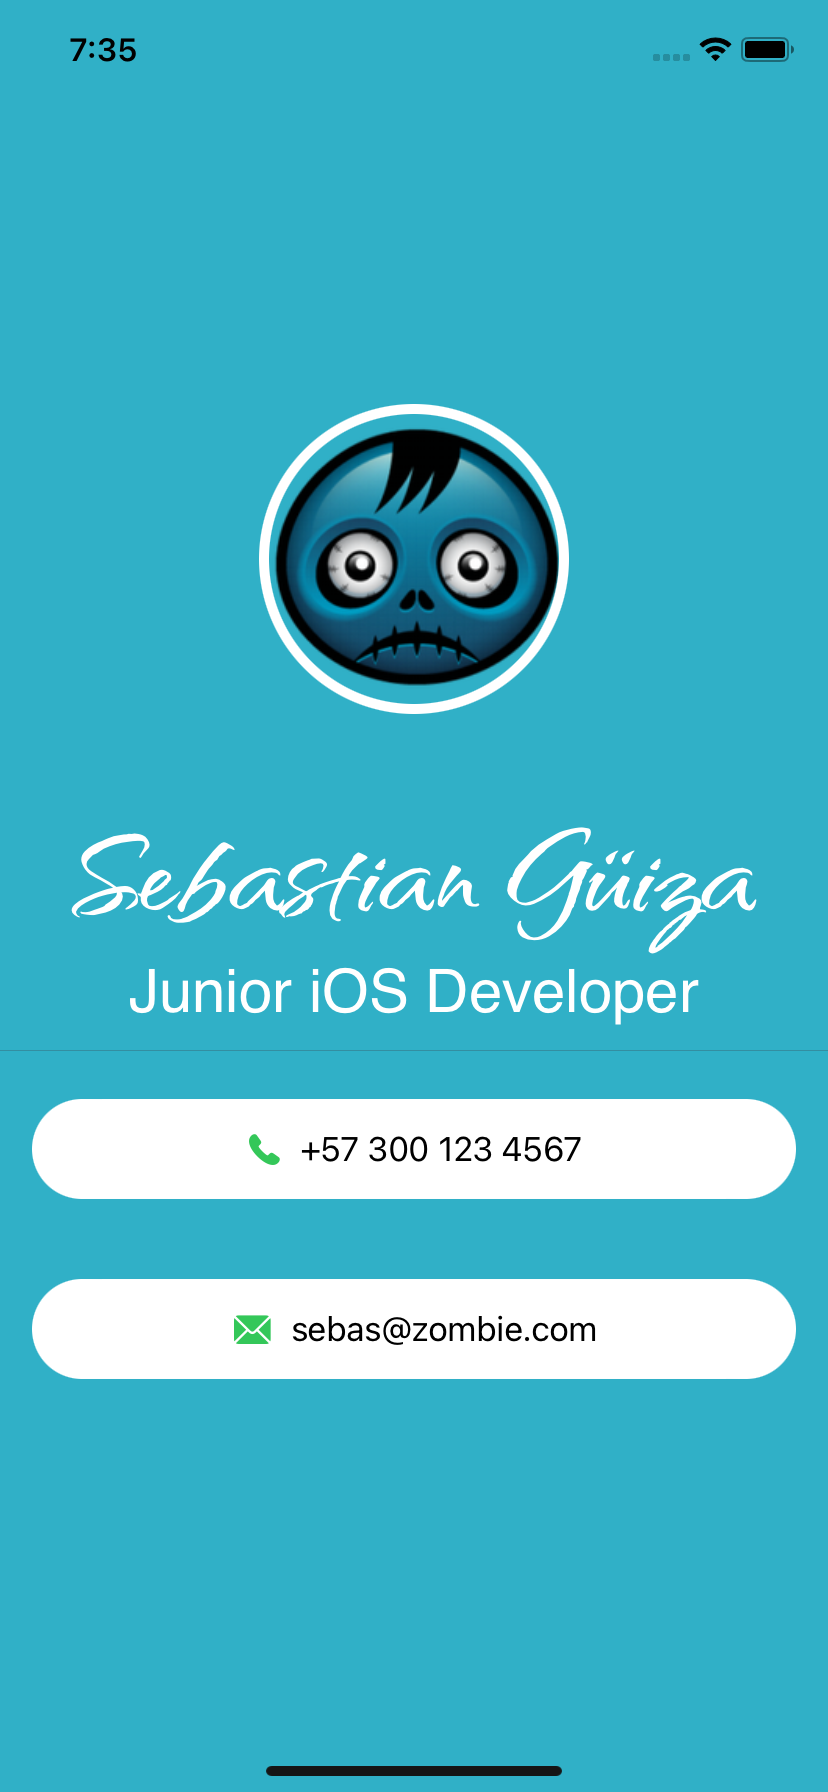 7:35
Sebastian Güiza
Junior iOS Developer
+57 300 123 4567
sebas@zombie.com